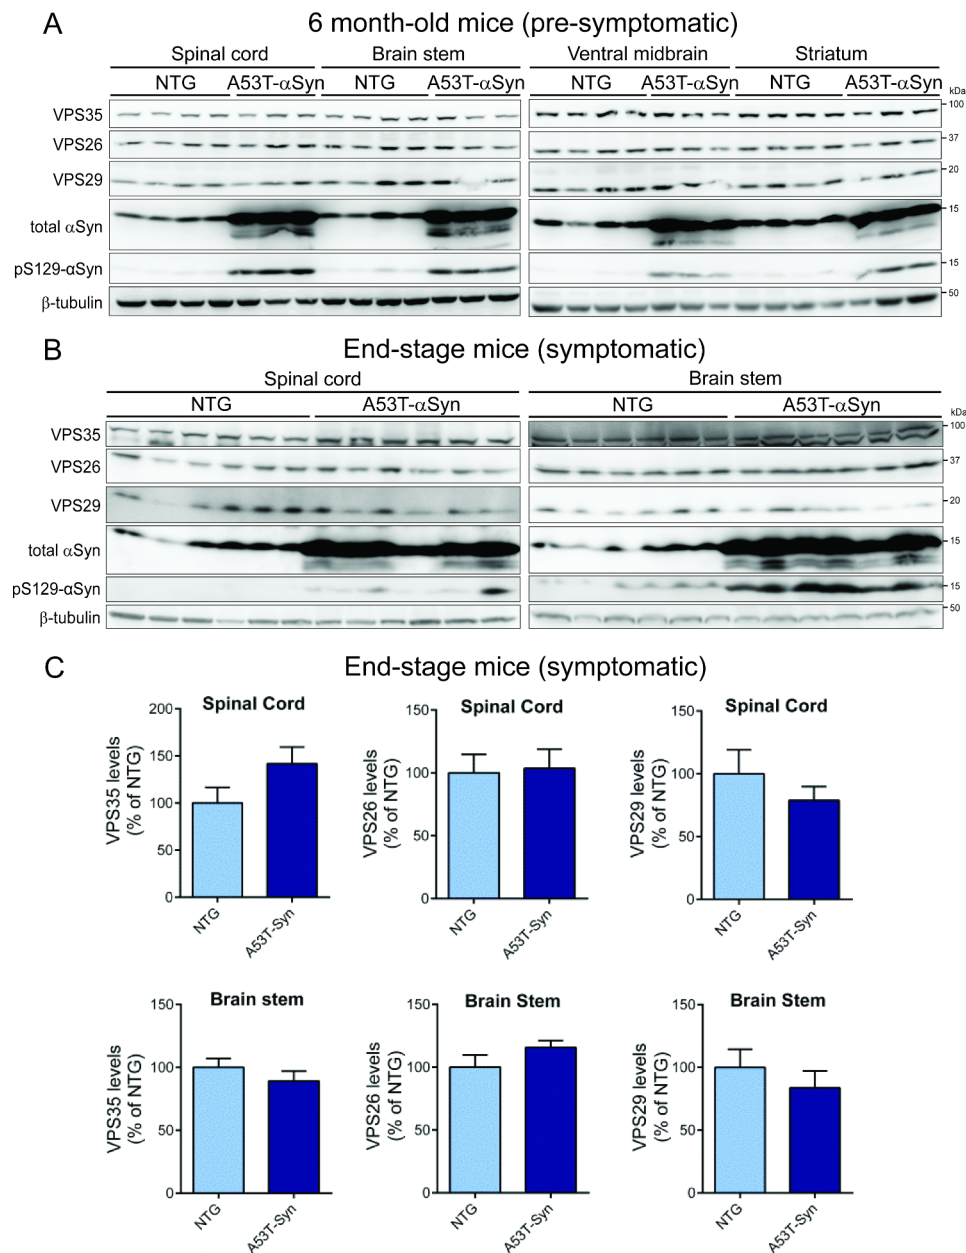 A
6 month-old mice (pre-symptomatic)
Spinal cord Brain stem Ventral midbrain Striatum
NTG A53T-αSyn NTG A53T-αSyn NTG A53T-αSyn NTG A53T-αSyn
kDa
VPS35 100
VPS26 37
VPS29 20
total αSyn 15
pS129-αSyn 15
β-tubulin 50
B
End-stage mice (symptomatic)
Spinal cord Brain stem
NTG A53T-αSyn NTG A53T-αSyn
kDa
VPS35 100
VPS26 37
VPS29 20
total αSyn 15
pS129-αSyn 15
β-tubulin 50
C
End-stage mice (symptomatic)
Spinal Cord
VPS35 levels
(% of NTG)
200
150
100
50
0
NTG
A53T-Syn
Spinal Cord
VPS26 levels
(% of NTG)
150
100
50
0
NTG
A53T-Syn
Spinal Cord
VPS29 levels
(% of NTG)
150
100
50
0
NTG
A53T-Syn
Brain stem
VPS35 levels
(% of NTG)
150
100
50
0
NTG
A53T-Syn
Brain Stem
VPS26 levels
(% of NTG)
150
100
50
0
NTG
A53T-Syn
Brain Stem
VPS29 levels
(% of NTG)
150
100
50
0
NTG
A53T-Syn